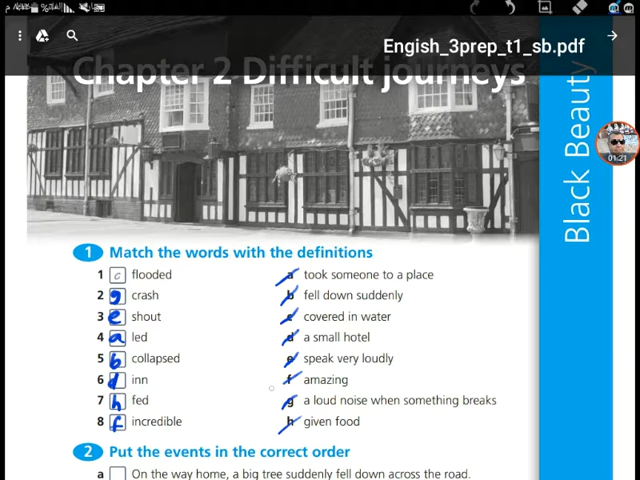 Engish_3prep_t1_sb.pdf
Chapter 2 Difficult journeys
Black Beauty
01:21
1 Match the words with the definitions
1 c flooded
a took someone to a place
2 g crash
b fell down suddenly
3 e shout
c covered in water
4 a led
d a small hotel
5 b collapsed
e speak very loudly
6 d inn
f amazing
7 h fed
g a loud noise when something breaks
8 f incredible
h given food
2 Put the events in the correct order
a On the way home, a big tree suddenly fell down across the road.